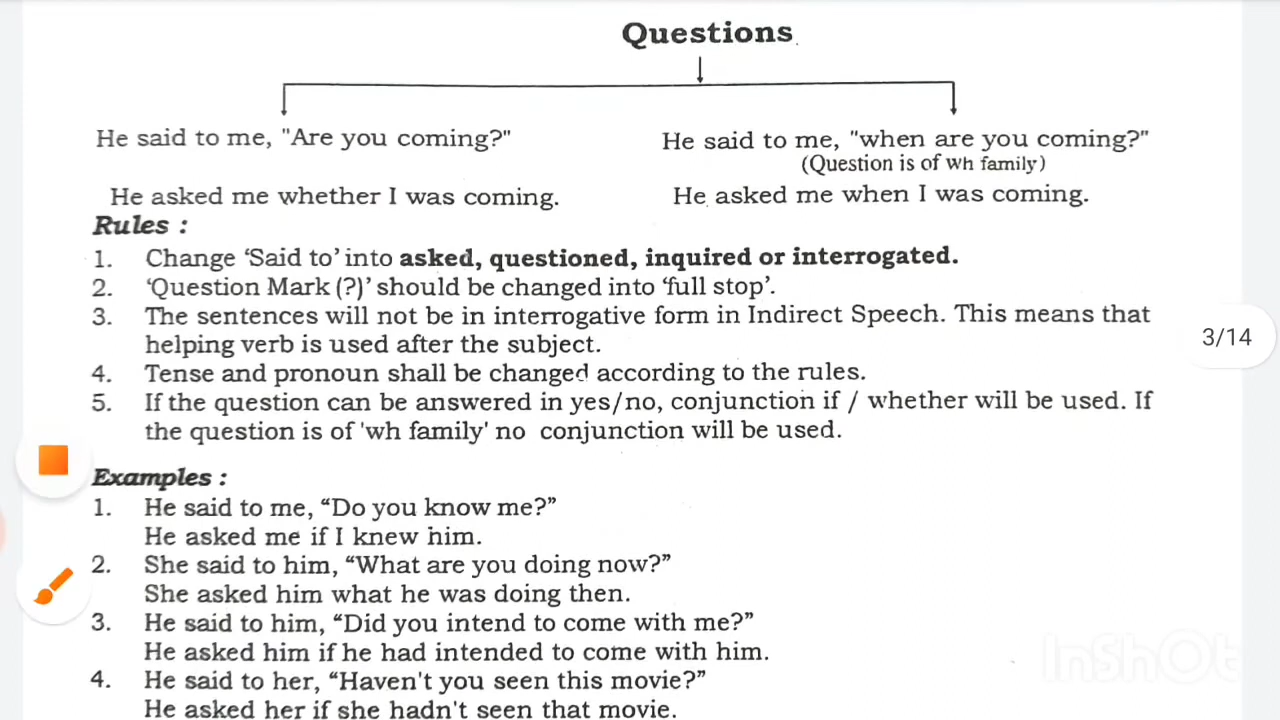 Questions
He said to me, "Are you coming?"
He said to me, "when are you coming?"
(Question is of wh family)
He asked me whether I was coming.
He asked me when I was coming.
Rules :
1. Change ‘Said to’ into asked, questioned, inquired or interrogated.
2. ‘Question Mark (?)’ should be changed into ‘full stop’.
3. The sentences will not be in interrogative form in Indirect Speech. This means that
helping verb is used after the subject.
4. Tense and pronoun shall be changed according to the rules.
5. If the question can be answered in yes/no, conjunction if / whether will be used. If
the question is of 'wh family' no conjunction will be used.
3/14
Examples :
1. He said to me, “Do you know me?”
He asked me if I knew him.
2. She said to him, “What are you doing now?”
She asked him what he was doing then.
3. He said to him, “Did you intend to come with me?”
He asked him if he had intended to come with him.
4. He said to her, “Haven't you seen this movie?”
He asked her if she hadn't seen that movie.
InShOt